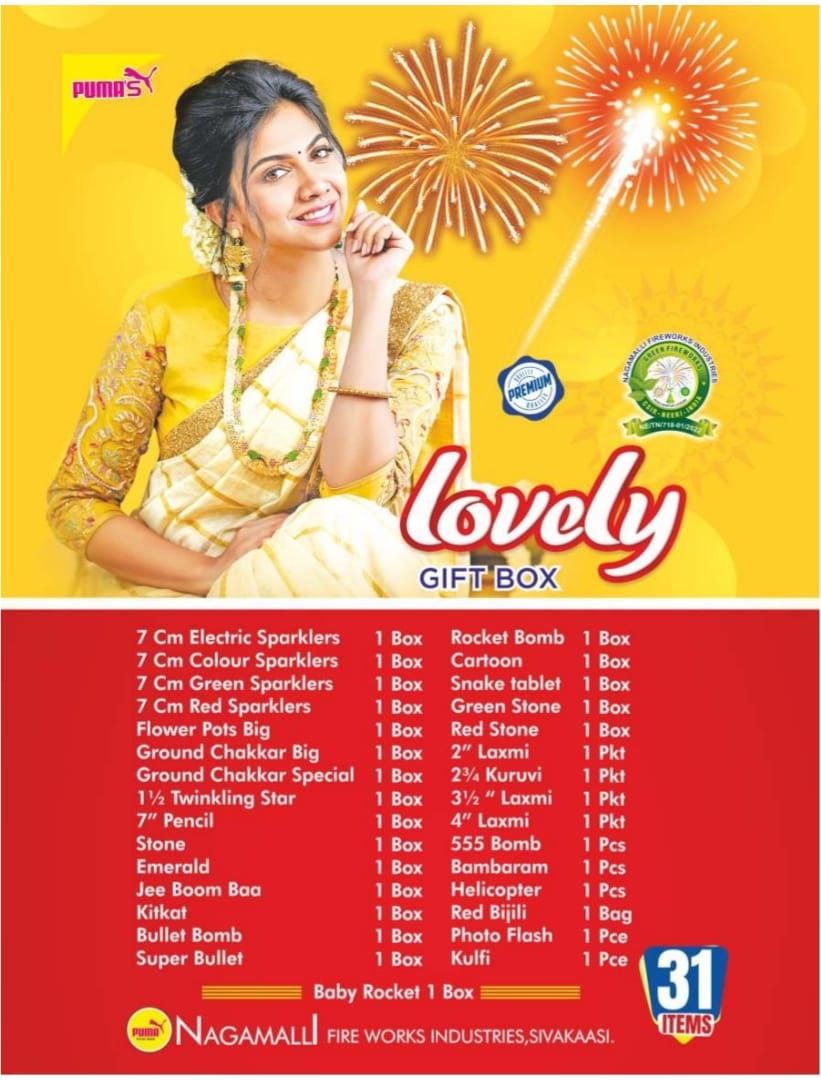 PUMA'S
QUALITY
PREMIUM
QUALITY
NAGAMALLI FIREWORKS INDUSTRIES
GREEN FIREWORKS
CSIR-NEERI-INDIA
lovely
GIFT BOX
7 Cm Electric Sparklers 1 Box Rocket Bomb 1 Box
7 Cm Colour Sparklers 1 Box Cartoon 1 Box
7 Cm Green Sparklers 1 Box Snake tablet 1 Box
7 Cm Red Sparklers 1 Box Green Stone 1 Box
Flower Pots Big 1 Box Red Stone 1 Box
Ground Chakkar Big 1 Box 2” Laxmi 1 Pkt
Ground Chakkar Special 1 Box 2¾ Kuruvi 1 Pkt
1½ Twinkling Star 1 Box 3½ “ Laxmi 1 Pkt
7” Pencil 1 Box 4” Laxmi 1 Pkt
Stone 1 Box 555 Bomb 1 Pcs
Emerald 1 Box Bambaram 1 Pcs
Jee Boom Baa 1 Box Helicopter 1 Pcs
Kitkat 1 Box Red Bijili 1 Bag
Bullet Bomb 1 Box Photo Flash 1 Pce
Super Bullet 1 Box Kulfi 1 Pce
Baby Rocket 1 Box
31
ITEMS
PUMA
NAGAMALLI FIRE WORKS INDUSTRIES,SIVAKAASI.